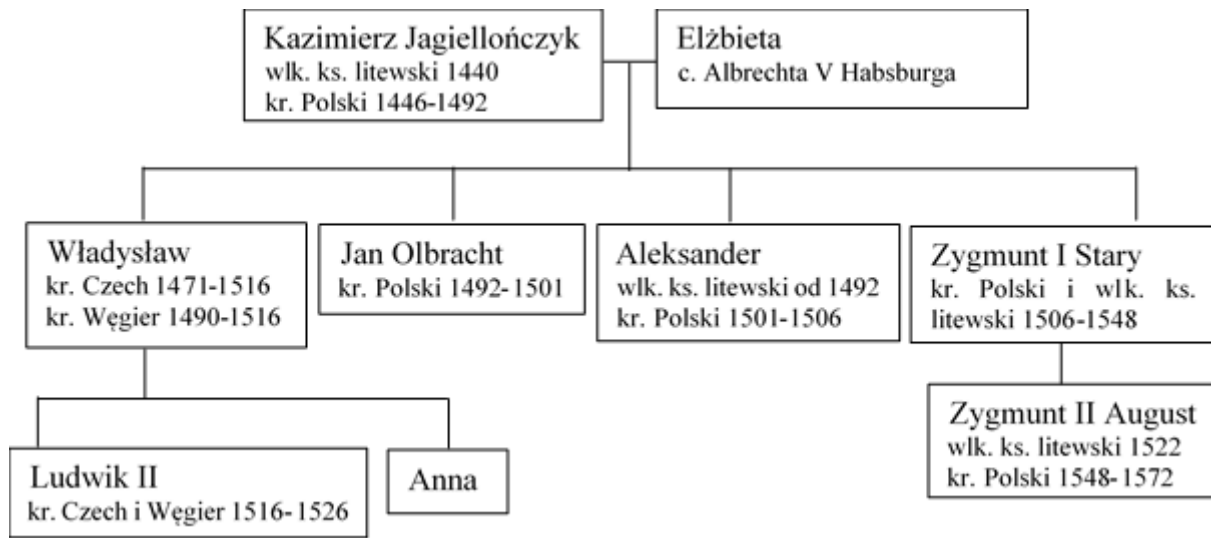 Kazimierz Jagiellończyk
wlk. ks. litewski 1440
kr. Polski 1446-1492
Elżbieta
c. Albrechta V Habsburga
Władysław
kr. Czech 1471-1516
kr. Węgier 1490-1516
Jan Olbracht
kr. Polski 1492-1501
Aleksander
wlk. ks. litewski od 1492
kr. Polski 1501-1506
Zygmunt I Stary
kr. Polski i wlk. ks.
litewski 1506-1548
Ludwik II
kr. Czech i Węgier 1516-1526
Anna
Zygmunt II August
wlk. ks. litewski 1522
kr. Polski 1548-1572